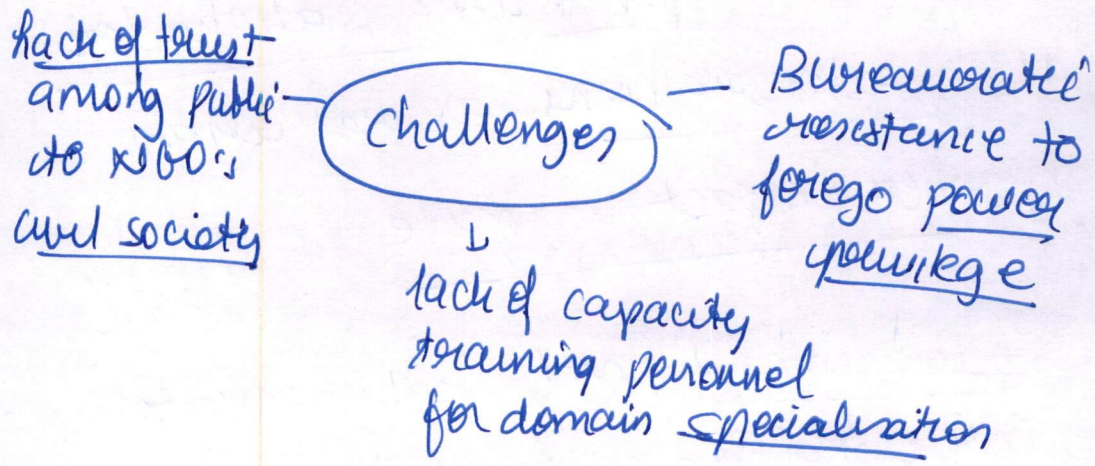 Lack of trust
among public
to NGO's
civil society
Challenges
Bureaucratic
resistance to
forego power
privilege
lack of capacity
training personnel
for domain specialisation